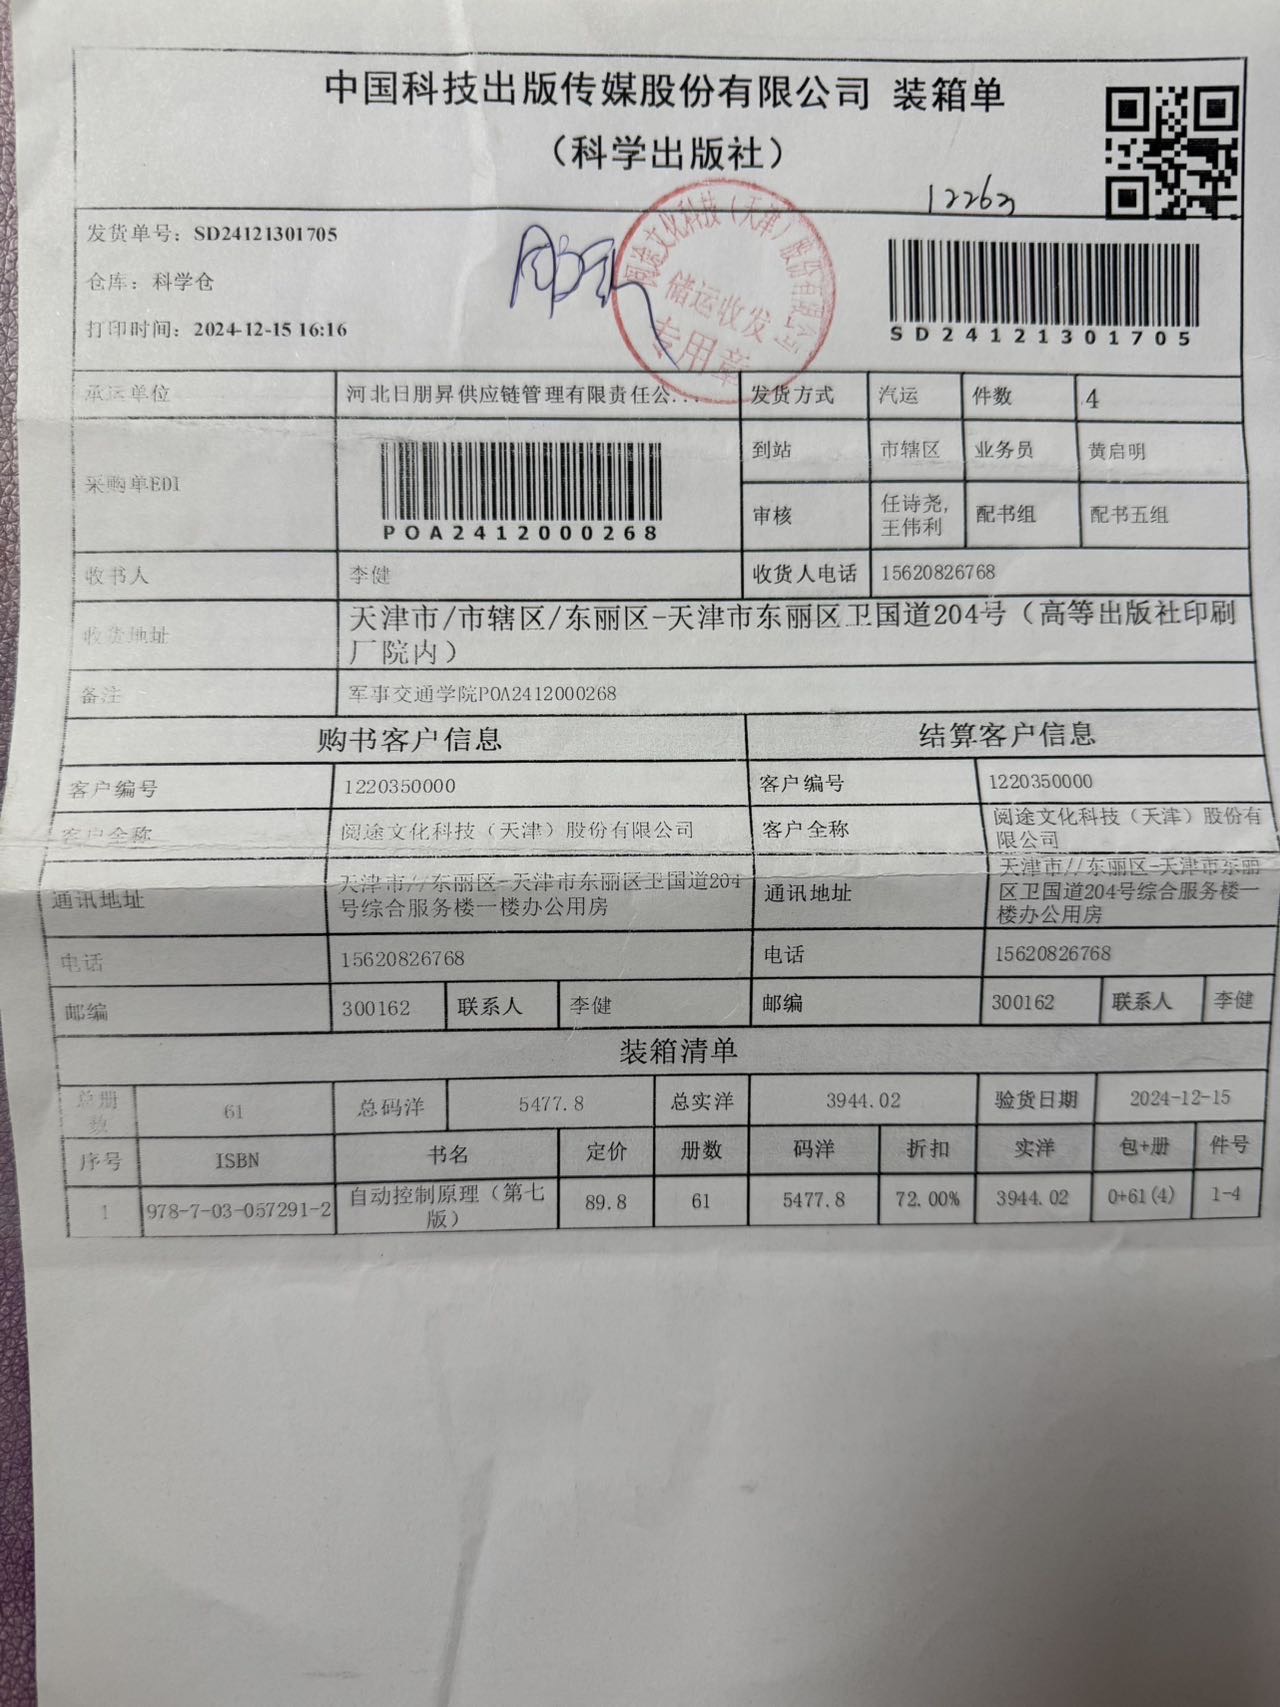 中国科技出版传媒股份有限公司 装箱单
（科学出版社）
12262
发货单号：SD24121301705
仓库：科学仓
打印时间：2024-12-15 16:16
阅途文化科技（天津）股份有限公司
储运收发
专用章
SD24121301705
承运单位 河北日朋昇供应链管理有限责任公... 发货方式 汽运 件数 4
采购单EDI POA2412000268 到站 市辖区 业务员 黄启明
审核 任诗尧,王伟利 配书组 配书五组
收书人 李健 收货人电话 15620826768
收货地址 天津市/市辖区/东丽区-天津市东丽区卫国道204号（高等出版社印刷
厂院内）
备注 军事交通学院POA2412000268
购书客户信息 结算客户信息
客户编号 1220350000 客户编号 1220350000
客户全称 阅途文化科技（天津）股份有限公司 客户全称 阅途文化科技（天津）股份有
限公司
通讯地址 天津市//东丽区-天津市东丽区卫国道204
号综合服务楼一楼办公用房 通讯地址 天津市//东丽区-天津市东丽
区卫国道204号综合服务楼一
楼办公用房
电话 15620826768 电话 15620826768
邮编 300162 联系人 李健 邮编 300162 联系人 李健
装箱清单
总册数 61 总码洋 5477.8 总实洋 3944.02 验货日期 2024-12-15
序号 ISBN 书名 定价 册数 码洋 折扣 实洋 包+册 件号
1 978-7-03-057291-2 自动控制原理（第七版） 89.8 61 5477.8 72.00% 3944.02 0+61(4) 1-4